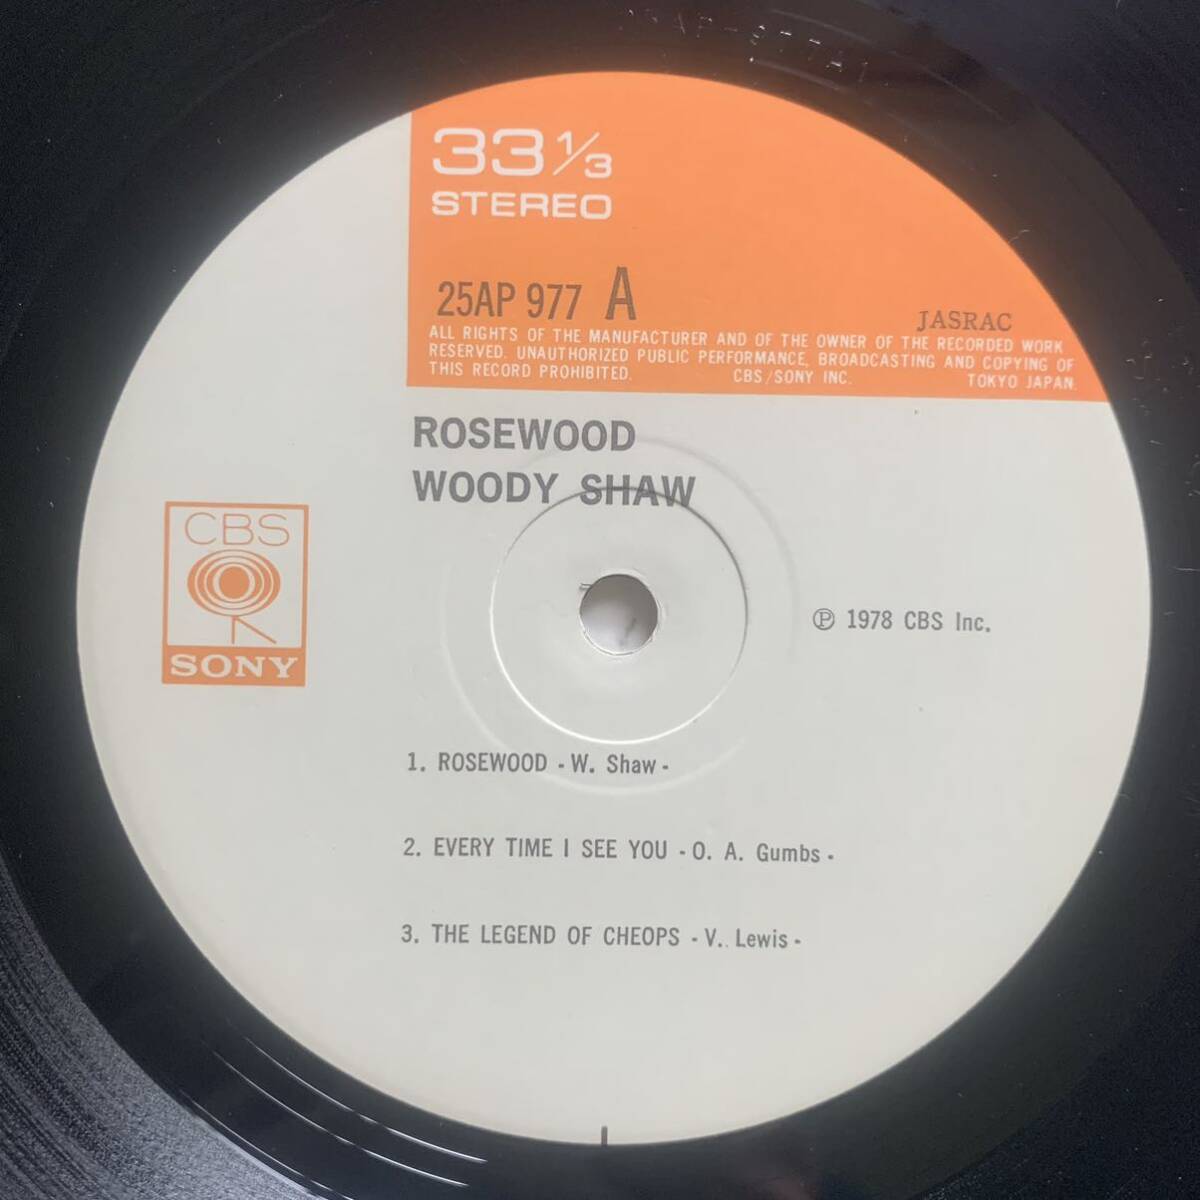 33 1/3
STEREO
25AP 977 A
JASRAC
ALL RIGHTS OF THE MANUFACTURER AND OF THE OWNER OF THE RECORDED WORK
RESERVED. UNAUTHORIZED PUBLIC PERFORMANCE, BROADCASTING AND COPYING OF
THIS RECORD PROHIBITED. CBS/SONY INC. TOKYO JAPAN.
ROSEWOOD
WOODY SHAW
CBS
SONY
Ⓟ 1978 CBS Inc.
1. ROSEWOOD - W. Shaw -
2. EVERY TIME I SEE YOU - O. A. Gumbs -
3. THE LEGEND OF CHEOPS - V. Lewis -